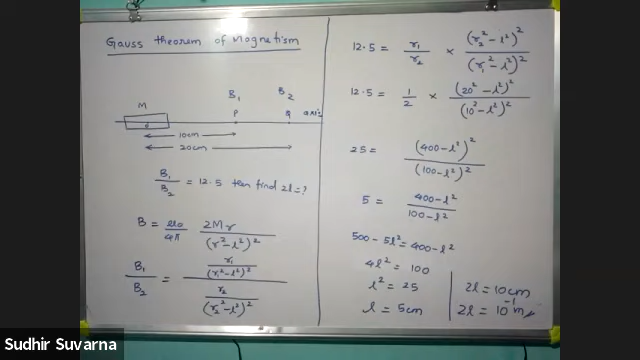 Gauss theorem of Magnetism
M
B₁
B₂
P
Q
axis
10cm
20cm
B₁/B₂ = 12.5 then find 2l = ?
B = μ₀/4π 2Mr/(r²-l²)²
B₁/B₂ = r₁/(r₁²-l²)² / r₂/(r₂²-l²)²
12.5 = r₁/r₂ × (r₂²-l²)²/(r₁²-l²)²
12.5 = 1/2 × (20²-l²)²/(10²-l²)²
25 = (400-l²)²/(100-l²)²
5 = 400-l²/100-l²
500-5l² = 400-l²
4l² = 100
l² = 25
l = 5cm
2l = 10cm
2l = 10⁻¹m
Sudhir Suvarna